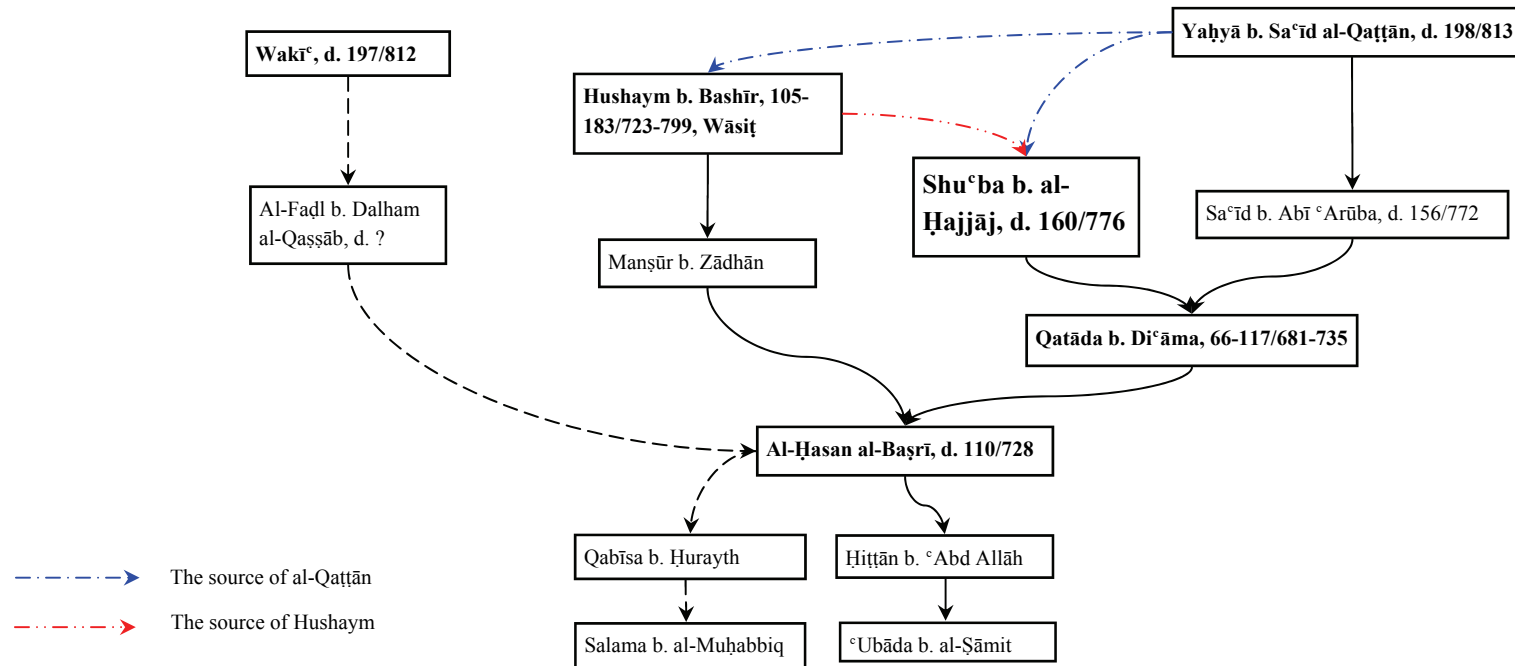 Wakīᶜ, d. 197/812
Yaḥyā b. Saᶜīd al-Qaṭṭān, d. 198/813
Hushaym b. Bashīr, 105-
183/723-799, Wāsiṭ
Shuᶜba b. al-
Ḥajjāj, d. 160/776
Al-Faḍl b. Dalham
al-Qaṣṣāb, d. ?
Saᶜīd b. Abī ᶜArūba, d. 156/772
Manṣūr b. Zādhān
Qatāda b. Diᶜāma, 66-117/681-735
Al-Ḥasan al-Baṣrī, d. 110/728
Qabīsa b. Ḥurayth
Ḥiṭṭān b. ᶜAbd Allāh
The source of al-Qaṭṭān
The source of Hushaym
Salama b. al-Muḥabbiq
ᶜUbāda b. al-Ṣāmit